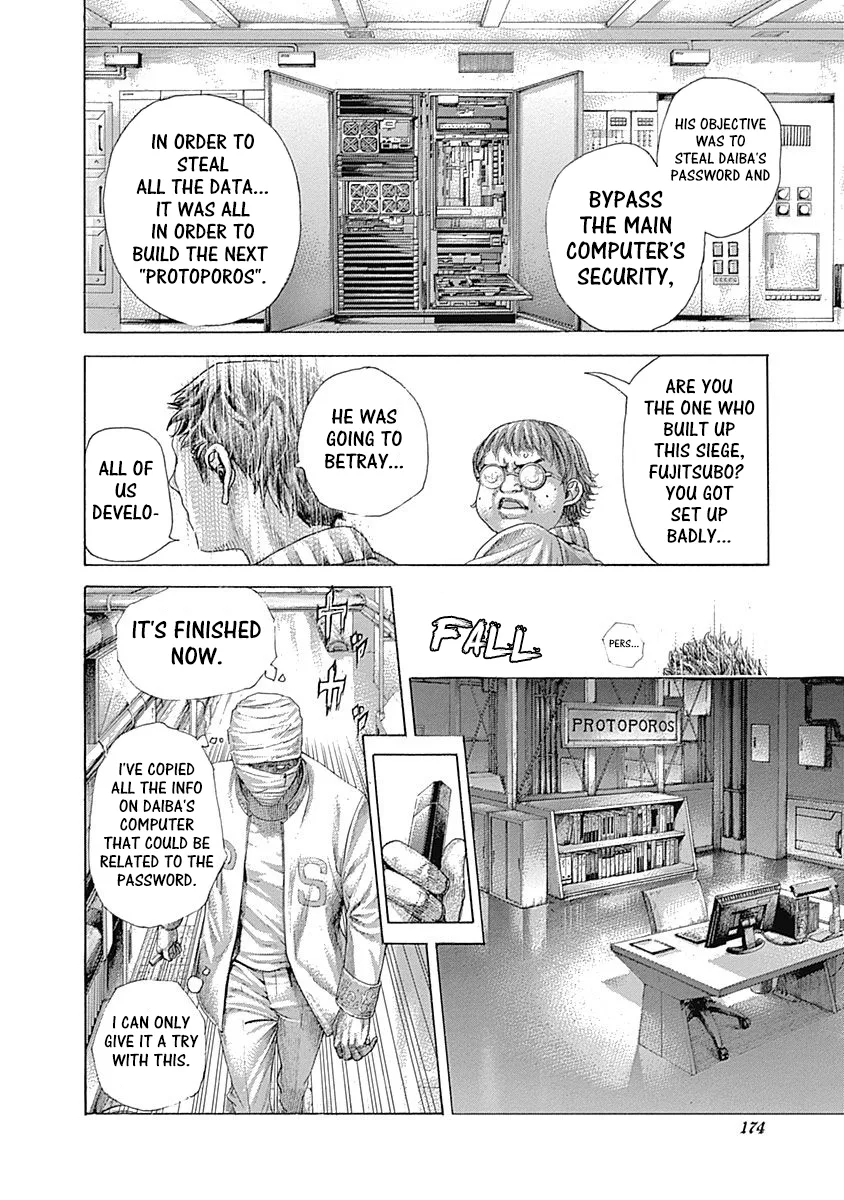 HIS OBJECTIVE
WAS TO
STEAL DAIBA'S
PASSWORD AND
BYPASS
THE MAIN
COMPUTER'S
SECURITY,
IN ORDER TO
STEAL
ALL THE DATA...
IT WAS ALL
IN ORDER TO
BUILD THE NEXT
"PROTOPOROS".
ARE YOU
THE ONE WHO
BUILT UP
THIS SIEGE,
FUJITSUBO?
YOU GOT
SET UP
BADLY...
HE WAS
GOING TO
BETRAY...
ALL OF
US
DEVELO-
PERS...
FALL
PROTOPOROS
IT'S FINISHED
NOW.
カッ
カッ
I'VE COPIED
ALL THE INFO
ON DAIBA'S
COMPUTER
THAT COULD BE
RELATED TO THE
PASSWORD.
S
I CAN ONLY
GIVE IT A TRY
WITH THIS.
174